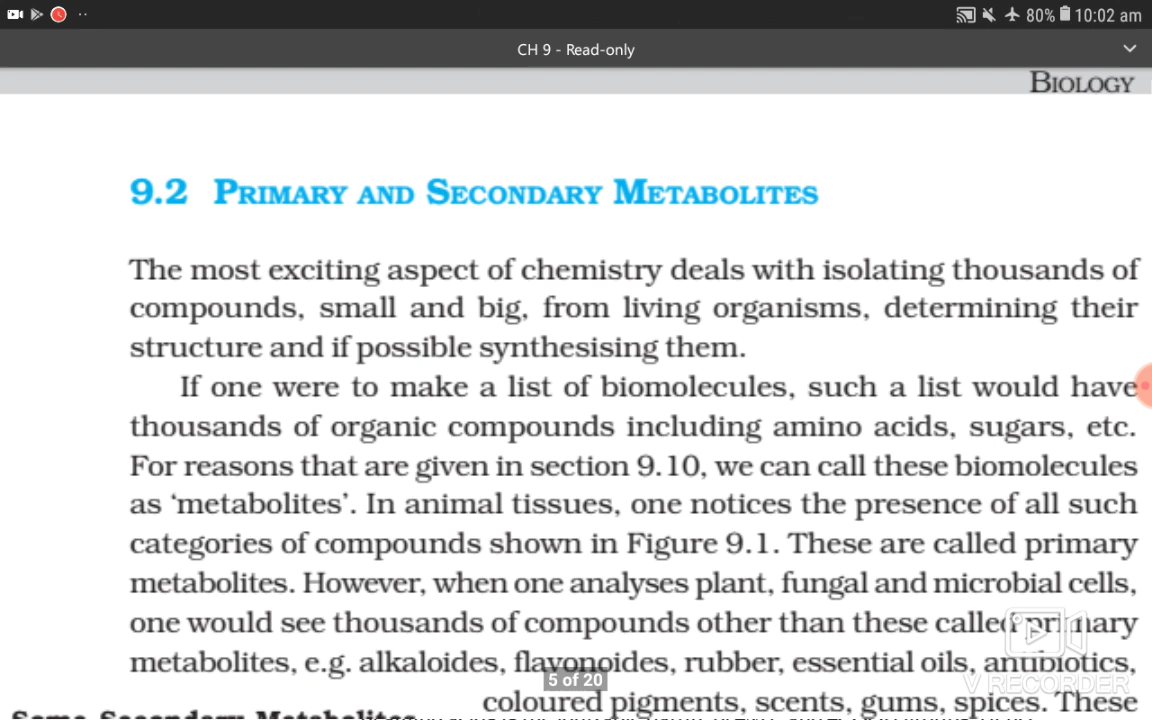 80% 10:02 am
CH 9 - Read-only
BIOLOGY
9.2 PRIMARY AND SECONDARY METABOLITES
The most exciting aspect of chemistry deals with isolating thousands of
compounds, small and big, from living organisms, determining their
structure and if possible synthesising them.
If one were to make a list of biomolecules, such a list would have
thousands of organic compounds including amino acids, sugars, etc.
For reasons that are given in section 9.10, we can call these biomolecules
as ‘metabolites’. In animal tissues, one notices the presence of all such
categories of compounds shown in Figure 9.1. These are called primary
metabolites. However, when one analyses plant, fungal and microbial cells,
one would see thousands of compounds other than these called primary
metabolites, e.g. alkaloides, flavonoides, rubber, essential oils, antibiotics,
5 of 20
V RECORDER
coloured pigments, scents, gums, spices. These
Some Secondary Metabolites